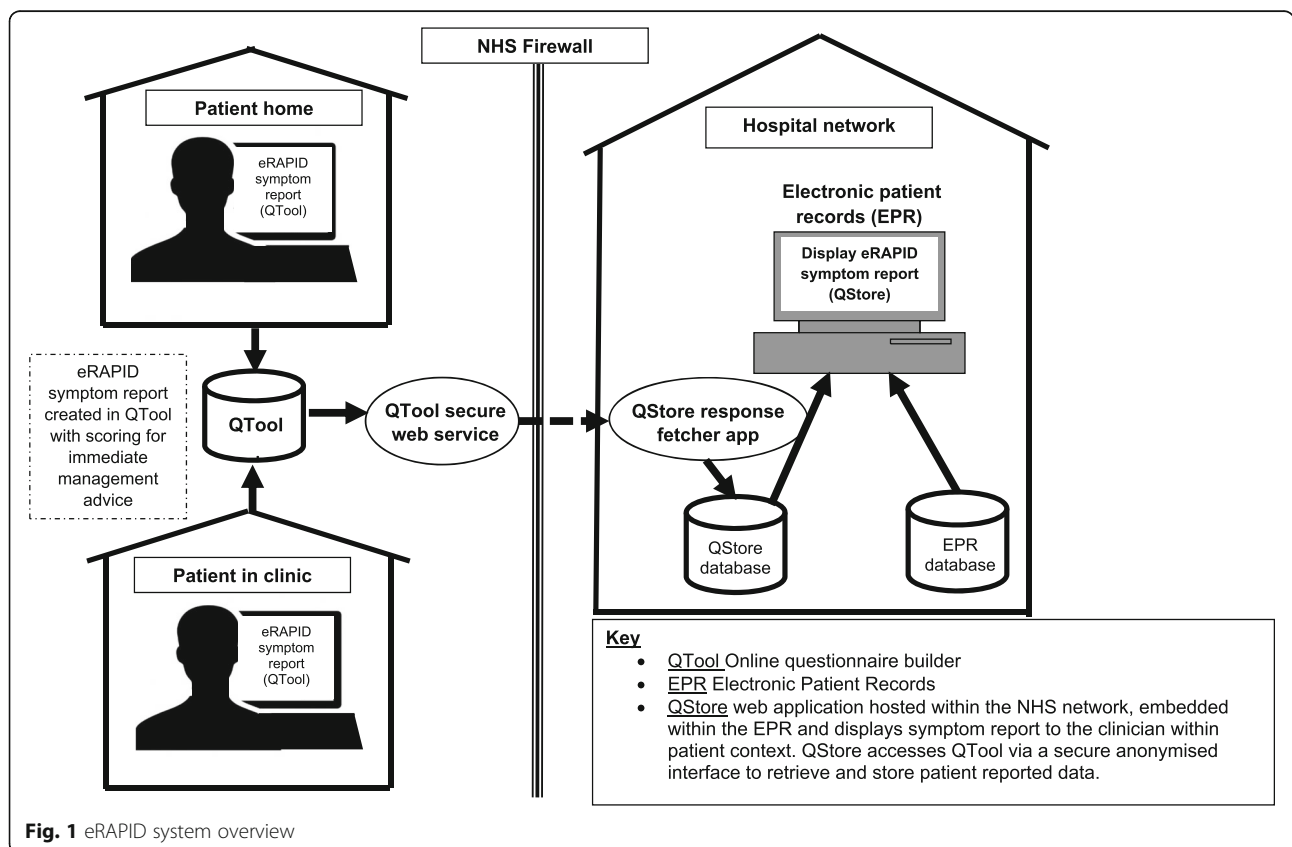 NHS Firewall
Patient home
eRAPID
symptom
report
(QTool)
Hospital network
Electronic patient
records (EPR)
Display eRAPID
symptom report
(QStore)
eRAPID
symptom report
created in QTool
with scoring for
immediate
management
advice
QTool
QTool secure
web service
QStore response
fetcher app
QStore
database
EPR
database
Patient in clinic
eRAPID
symptom
report
(QTool)
Key
• QTool Online questionnaire builder
• EPR Electronic Patient Records
• QStore web application hosted within the NHS network, embedded
within the EPR and displays symptom report to the clinician within
patient context. QStore accesses QTool via a secure anonymised
interface to retrieve and store patient reported data.
Fig. 1 eRAPID system overview